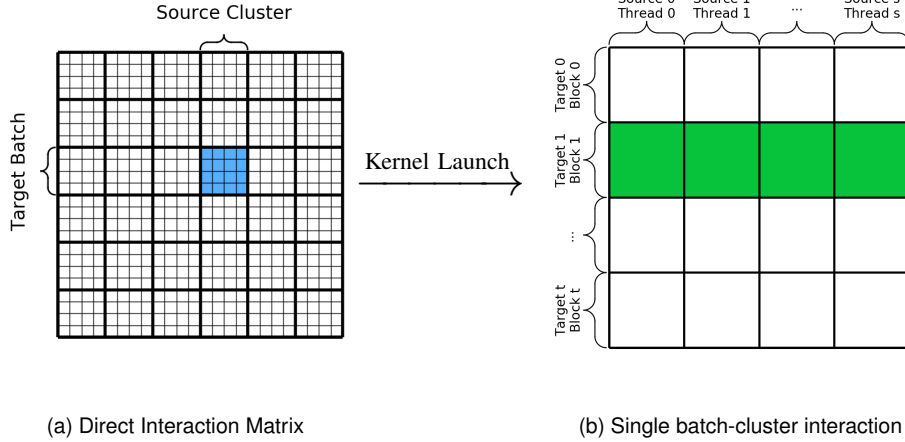 Source Cluster
Target Batch
Kernel Launch
Source 0
Thread 0
Source 1
Thread 1
...
Source s
Thread s
Target 0
Block 0
Target 1
Block 1
...
Target t
Block t
(a) Direct Interaction Matrix
(b) Single batch-cluster interaction